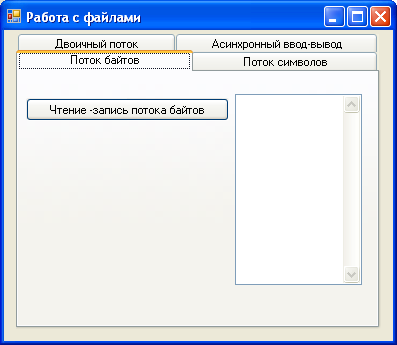 Работа с файлами
Двоичный поток
Асинхронный ввод-вывод
Поток байтов
Поток символов
Чтение -запись потока байтов